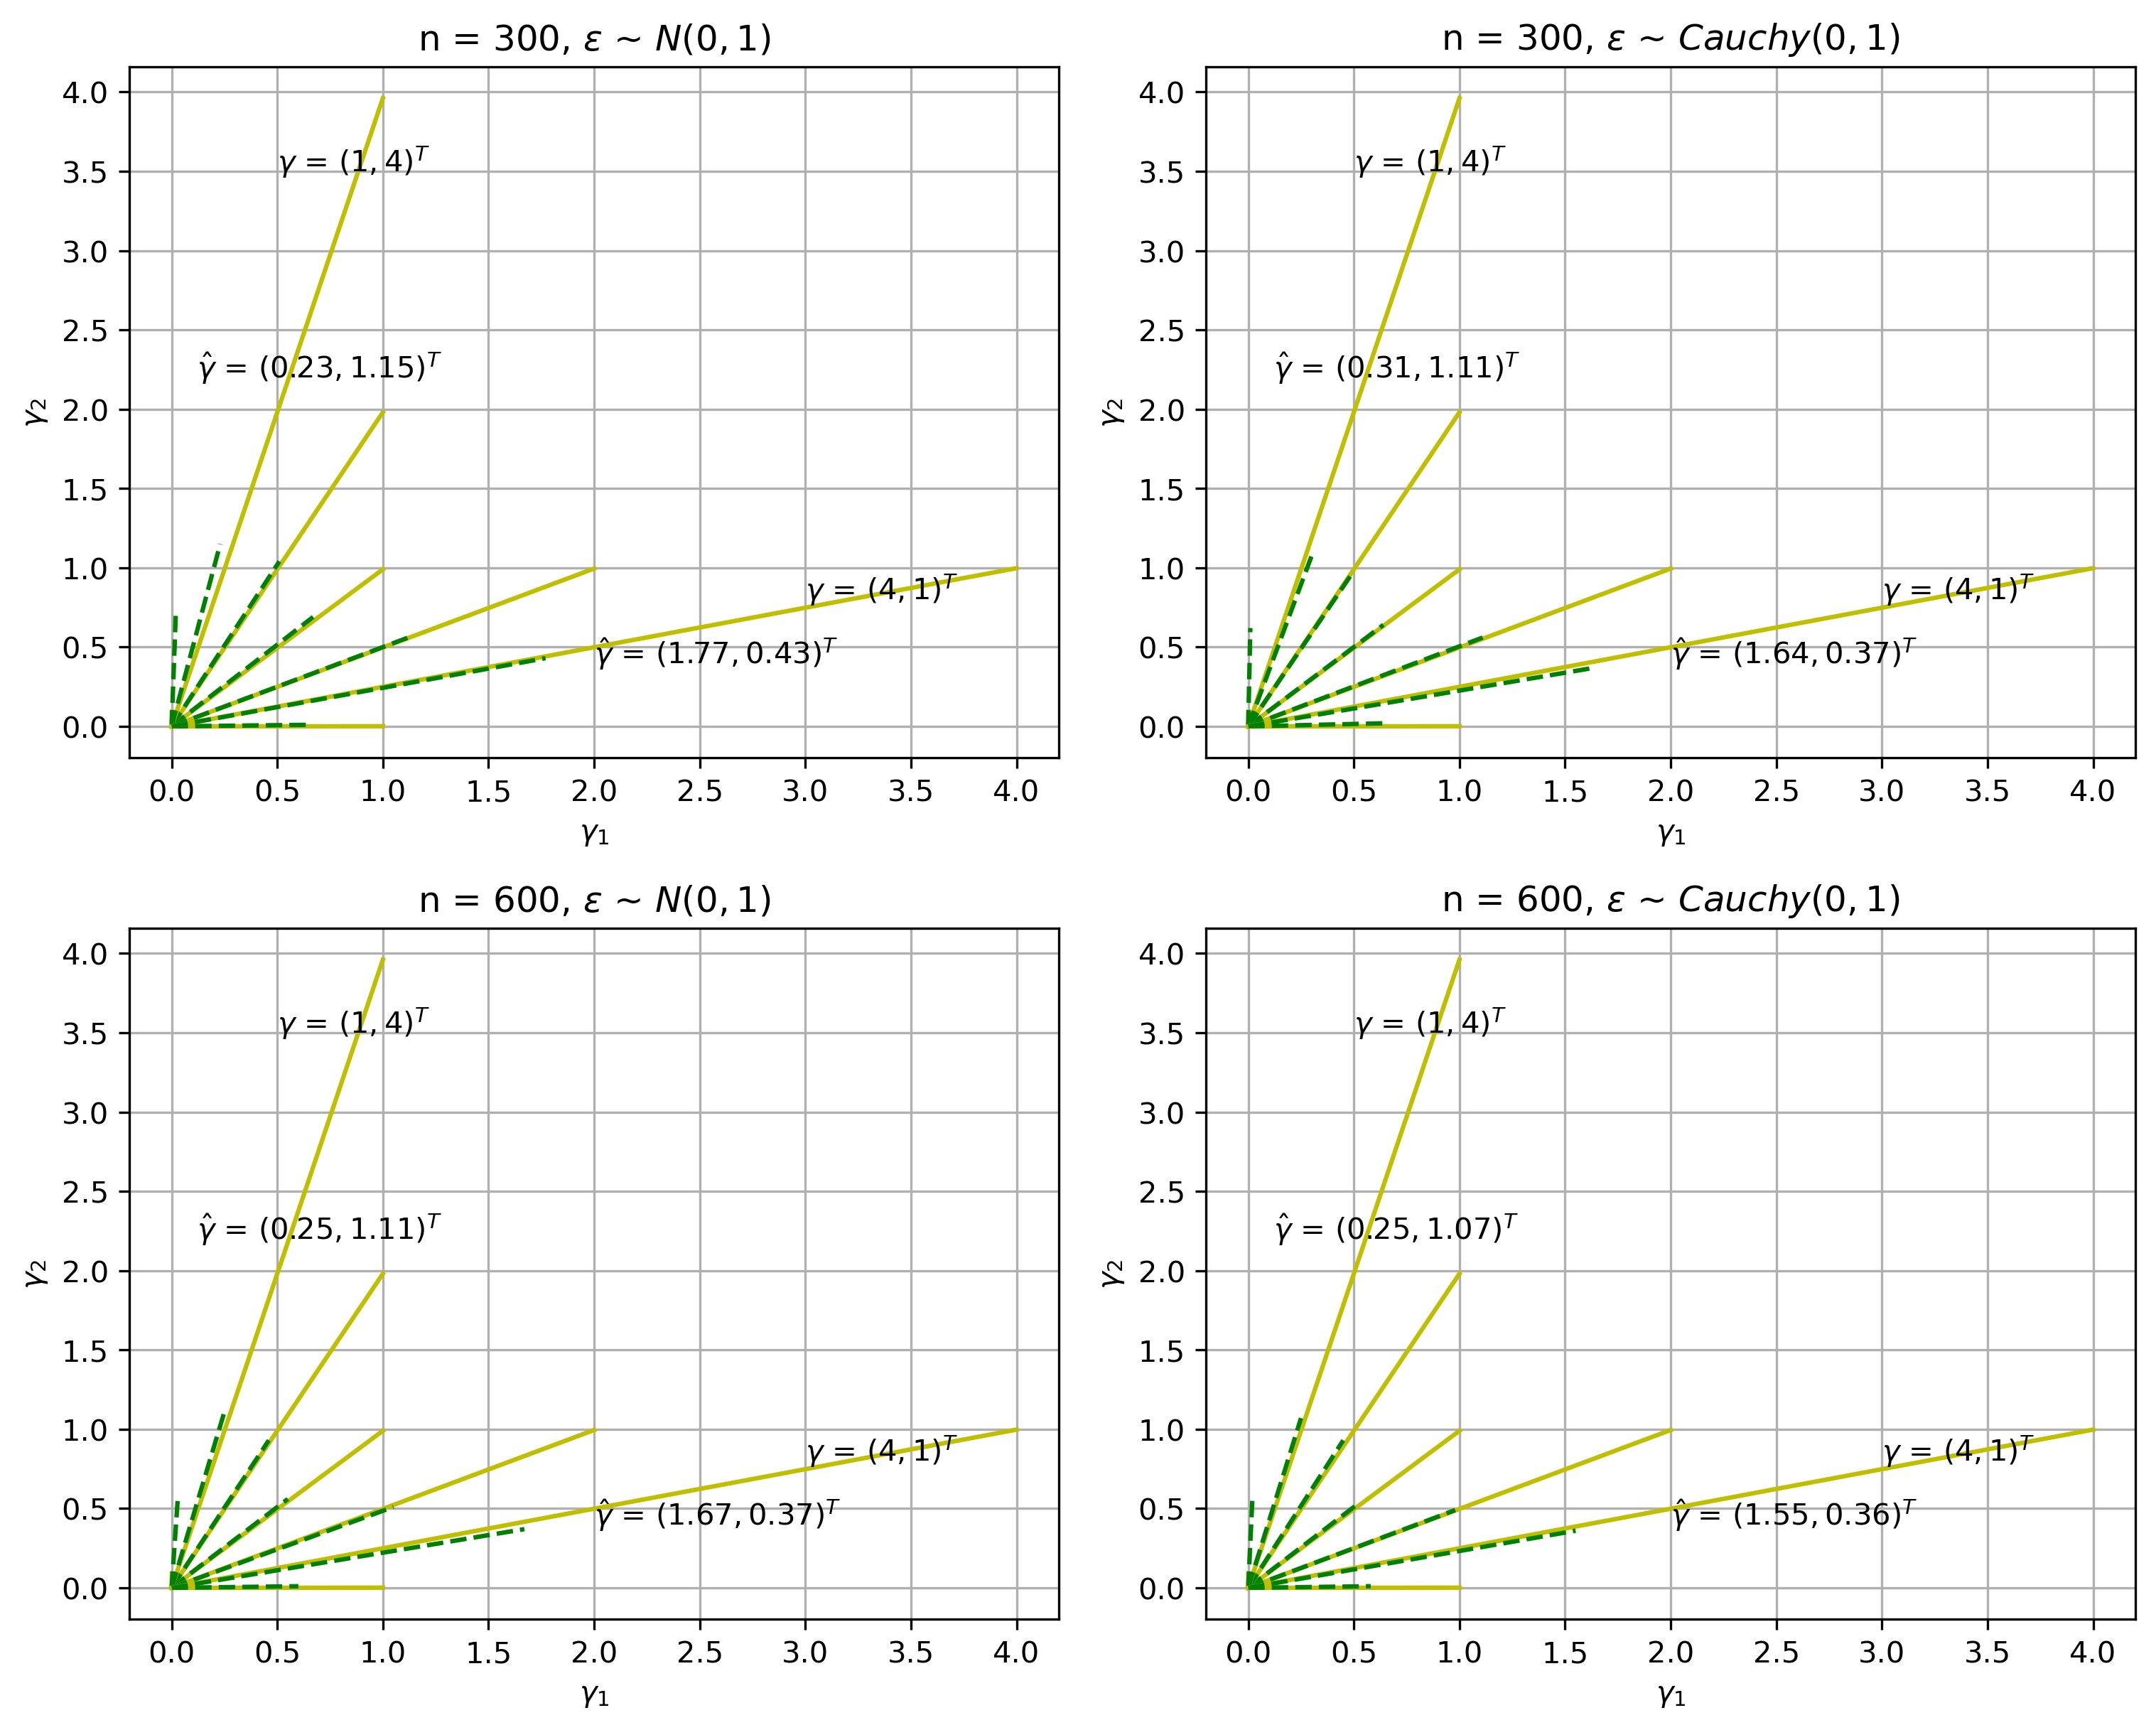 n = 300, ε ~ N(0, 1)
4.0
3.5
3.0
2.5
2.0
1.5
1.0
0.5
0.0
γ₂
γ = (1, 4)ᵀ
γ̂ = (0.23, 1.15)ᵀ
γ = (4, 1)ᵀ
γ̂ = (1.77, 0.43)ᵀ
0.0 0.5 1.0 1.5 2.0 2.5 3.0 3.5 4.0
γ₁
n = 300, ε ~ Cauchy(0, 1)
4.0
3.5
3.0
2.5
2.0
1.5
1.0
0.5
0.0
γ₂
γ = (1, 4)ᵀ
γ̂ = (0.31, 1.11)ᵀ
γ = (4, 1)ᵀ
γ̂ = (1.64, 0.37)ᵀ
0.0 0.5 1.0 1.5 2.0 2.5 3.0 3.5 4.0
γ₁
n = 600, ε ~ N(0, 1)
4.0
3.5
3.0
2.5
2.0
1.5
1.0
0.5
0.0
γ₂
γ = (1, 4)ᵀ
γ̂ = (0.25, 1.11)ᵀ
γ = (4, 1)ᵀ
γ̂ = (1.67, 0.37)ᵀ
0.0 0.5 1.0 1.5 2.0 2.5 3.0 3.5 4.0
γ₁
n = 600, ε ~ Cauchy(0, 1)
4.0
3.5
3.0
2.5
2.0
1.5
1.0
0.5
0.0
γ₂
γ = (1, 4)ᵀ
γ̂ = (0.25, 1.07)ᵀ
γ = (4, 1)ᵀ
γ̂ = (1.55, 0.36)ᵀ
0.0 0.5 1.0 1.5 2.0 2.5 3.0 3.5 4.0
γ₁